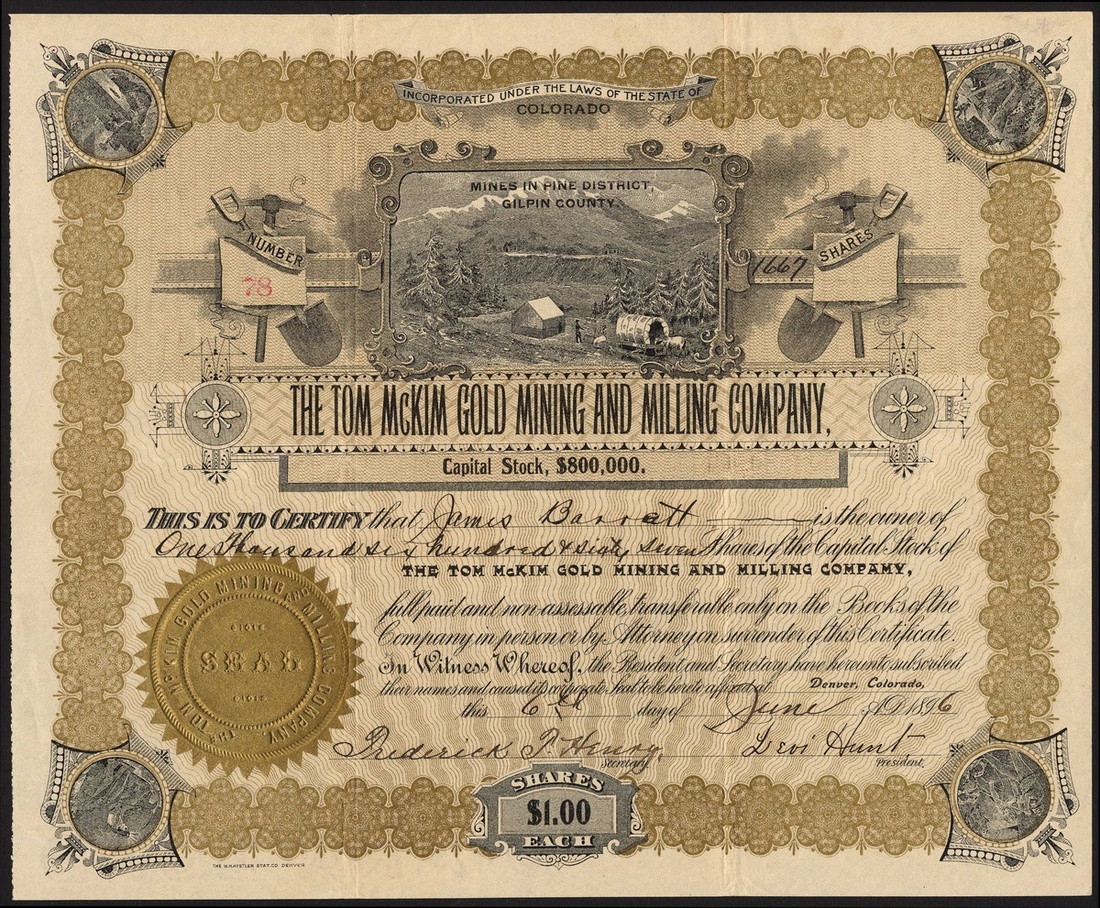 INCORPORATED UNDER THE LAWS OF THE STATE OF
COLORADO
MINES IN PINE DISTRICT,
GILPIN COUNTY.
NUMBER
78
SHARES
1667
THE TOM McKIM GOLD MINING AND MILLING COMPANY,
Capital Stock, $800,000.
THIS IS TO CERTIFY that James Barratt is the owner of
One thousand six hundred & sixty seven Shares of the Capital Stock of
THE TOM McKIM GOLD MINING AND MILLING COMPANY,
full paid and non-assessable, transferable only on the Books of the
Company in person or by Attorney on surrender of this Certificate.
In Witness Whereof, the President and Secretary have hereunto subscribed
their names and caused its corporate Seal to be hereto affixed at Denver, Colorado,
this 6th day of June A.D. 1896
Frederick P. Henry Levi Hunt
Secretary. President.
THE TOM McKIM GOLD MINING AND MILLING COMPANY
SEAL
SHARES
$1.00
EACH
THE W.H.KISTLER STAT. CO DENVER